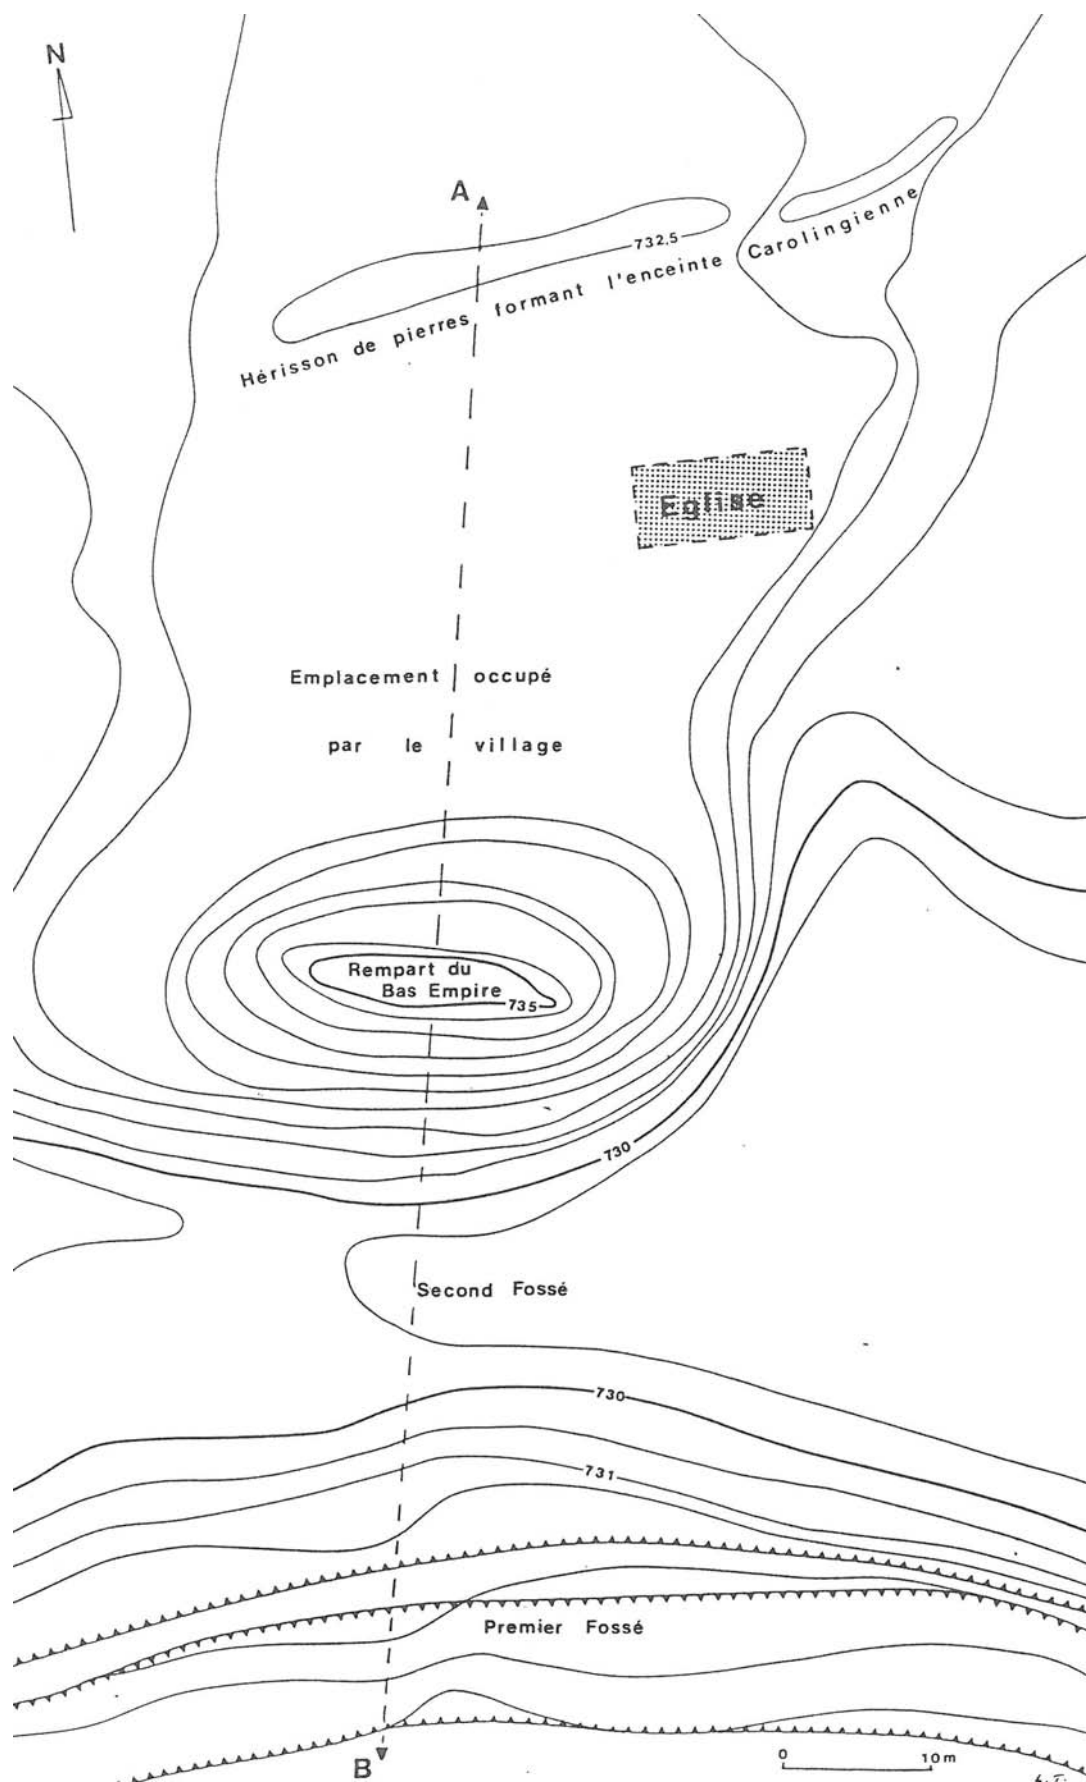 N
A
732,5
Hérisson de pierres formant l'enceinte Carolingienne
Eglise
Emplacement occupé
par le village
Rempart du
Bas Empire
735
730
Second Fossé
730
731
Premier Fossé
0 10m
B